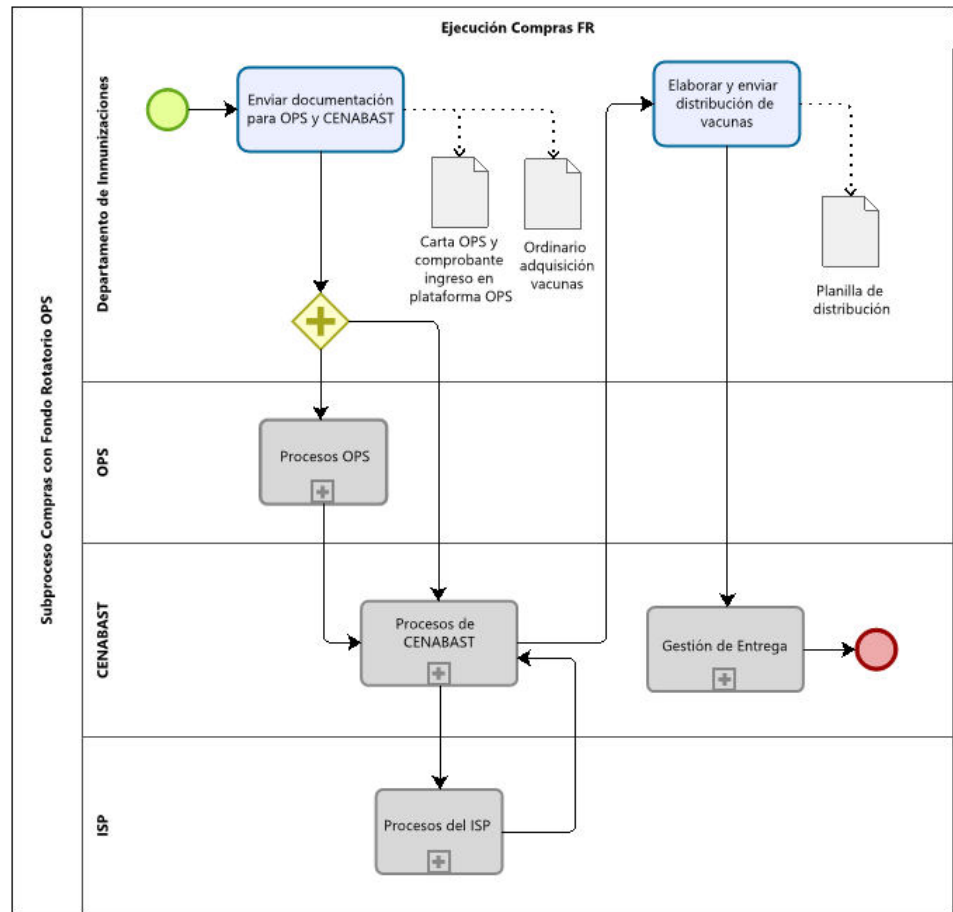 Ejecución Compras FR
Subproceso Compras con Fondo Rotatorio OPS
Departamento de Inmunizaciones
Enviar documentación
para OPS y CENABAST
Elaborar y enviar
distribución de
vacunas
Carta OPS y
comprobante
ingreso en
plataforma OPS
Ordinario
adquisición
vacunas
Planilla de
distribución
OPS
Procesos OPS
CENABAST
Procesos de
CENABAST
Gestión de Entrega
ISP
Procesos del ISP